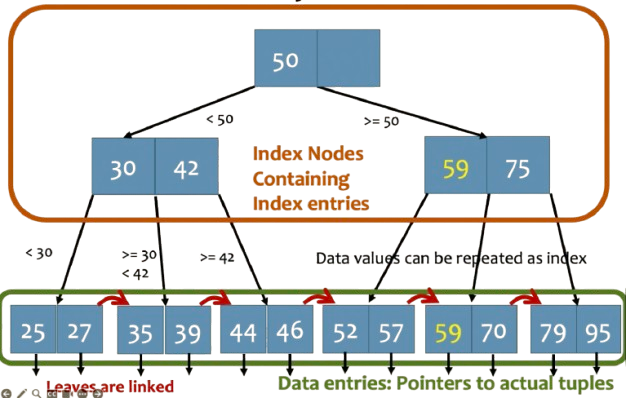 50
< 50
>= 50
30 42
Index Nodes
Containing
Index entries
59 75
< 30
>= 30
< 42
>= 42
Data values can be repeated as index
25 27 35 39 44 46 52 57 59 70 79 95
Leaves are linked
Data entries: Pointers to actual tuples